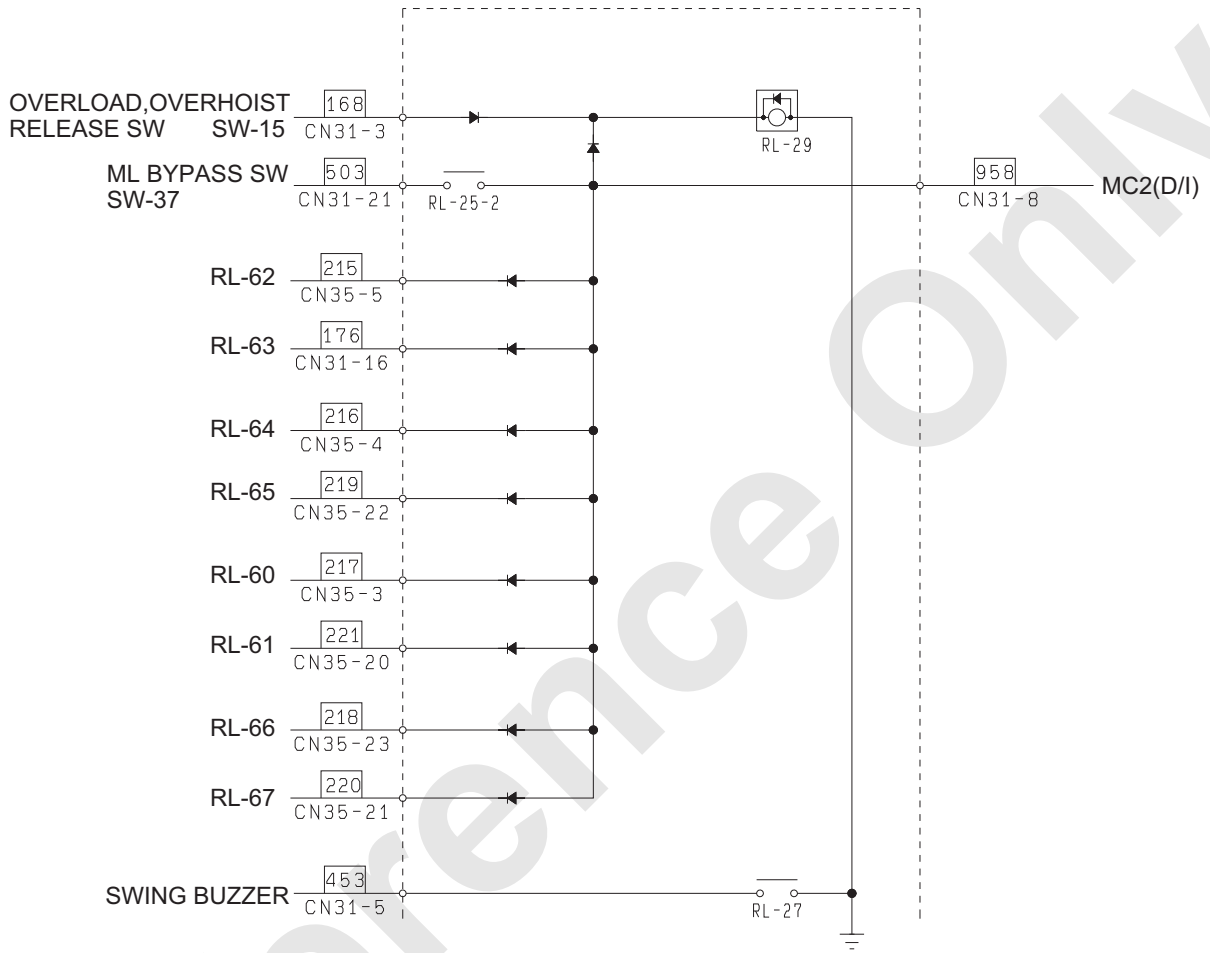 OVERLOAD,OVERHOIST
RELEASE SW SW-15
168
CN31-3
RL-29
ML BYPASS SW
SW-37
503
CN31-21
RL-25-2
958
CN31-8
MC2(D/I)
RL-62
215
CN35-5
RL-63
176
CN31-16
RL-64
216
CN35-4
RL-65
219
CN35-22
RL-60
217
CN35-3
RL-61
221
CN35-20
RL-66
218
CN35-23
RL-67
220
CN35-21
SWING BUZZER
453
CN31-5
RL-27
erence Only